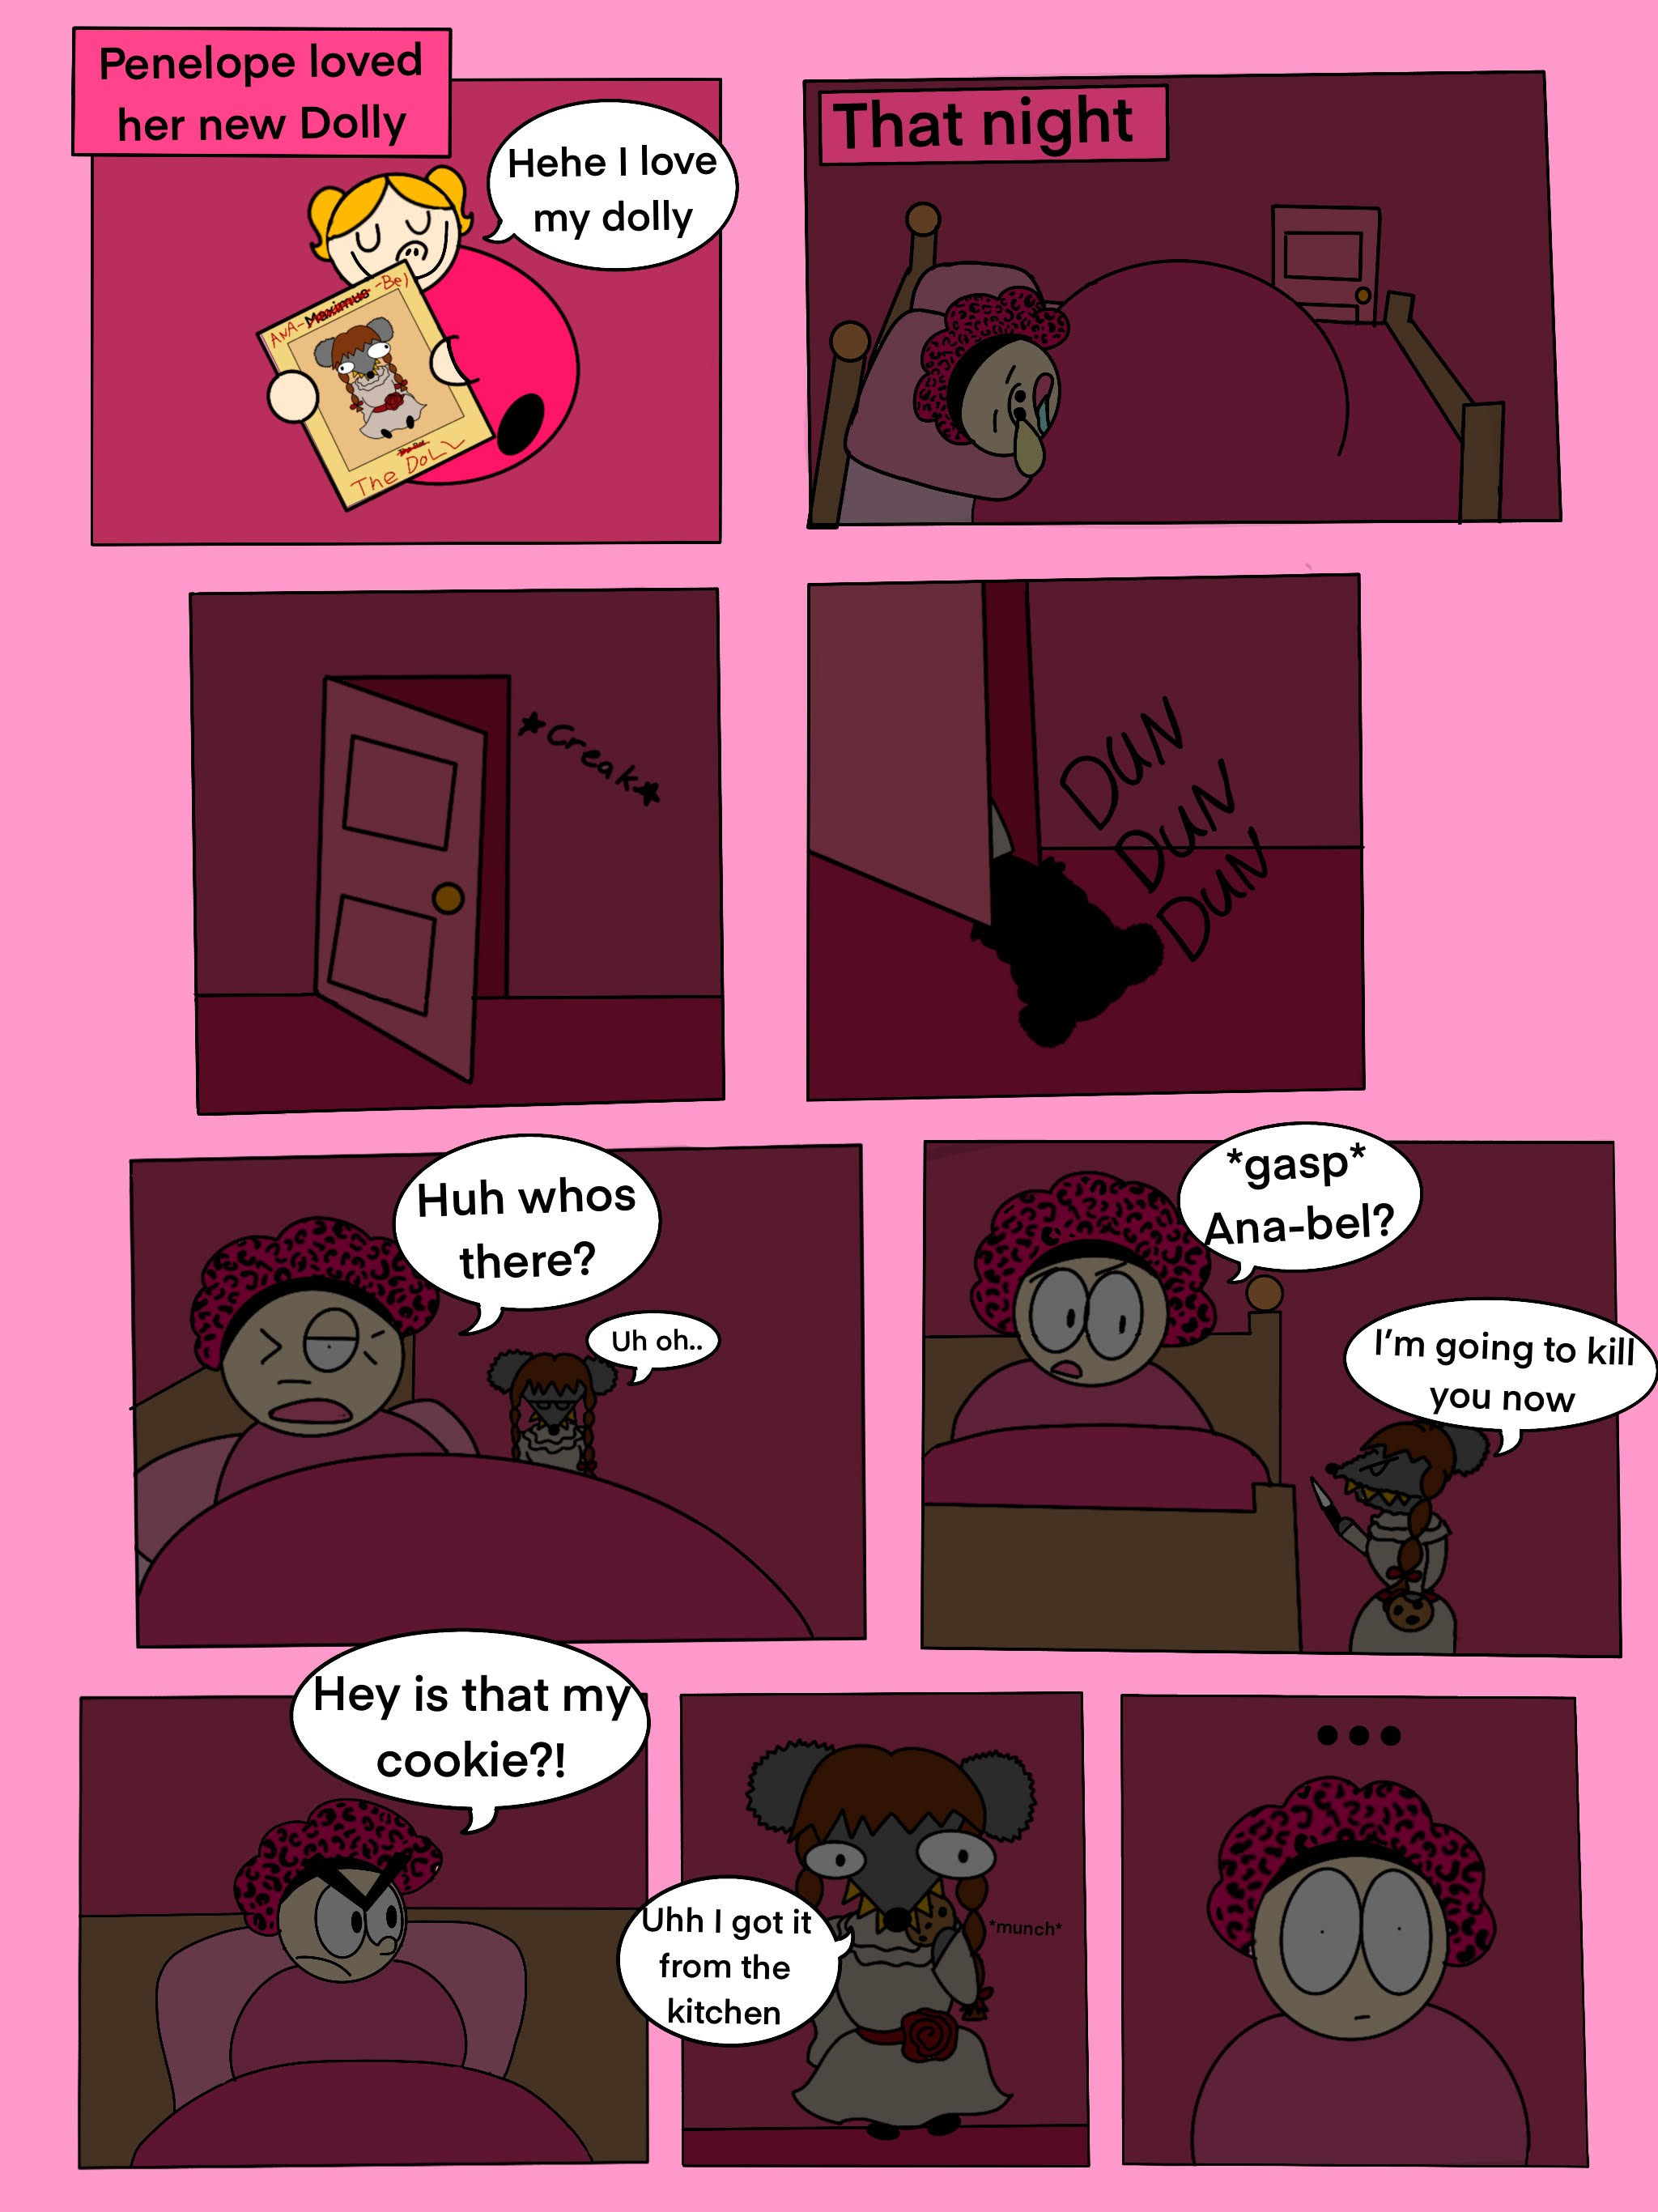 Penelope loved
her new Dolly
Hehe I love
my dolly
ANA-Maximus-Bel
The DoLL
That night
*Creak*
DUN
DUN
DUN
Huh whos
there?
Uh oh..
*gasp*
Ana-bel?
I'm going to kill
you now
Hey is that my
cookie?!
Uhh I got it
from the
kitchen
*munch*
...